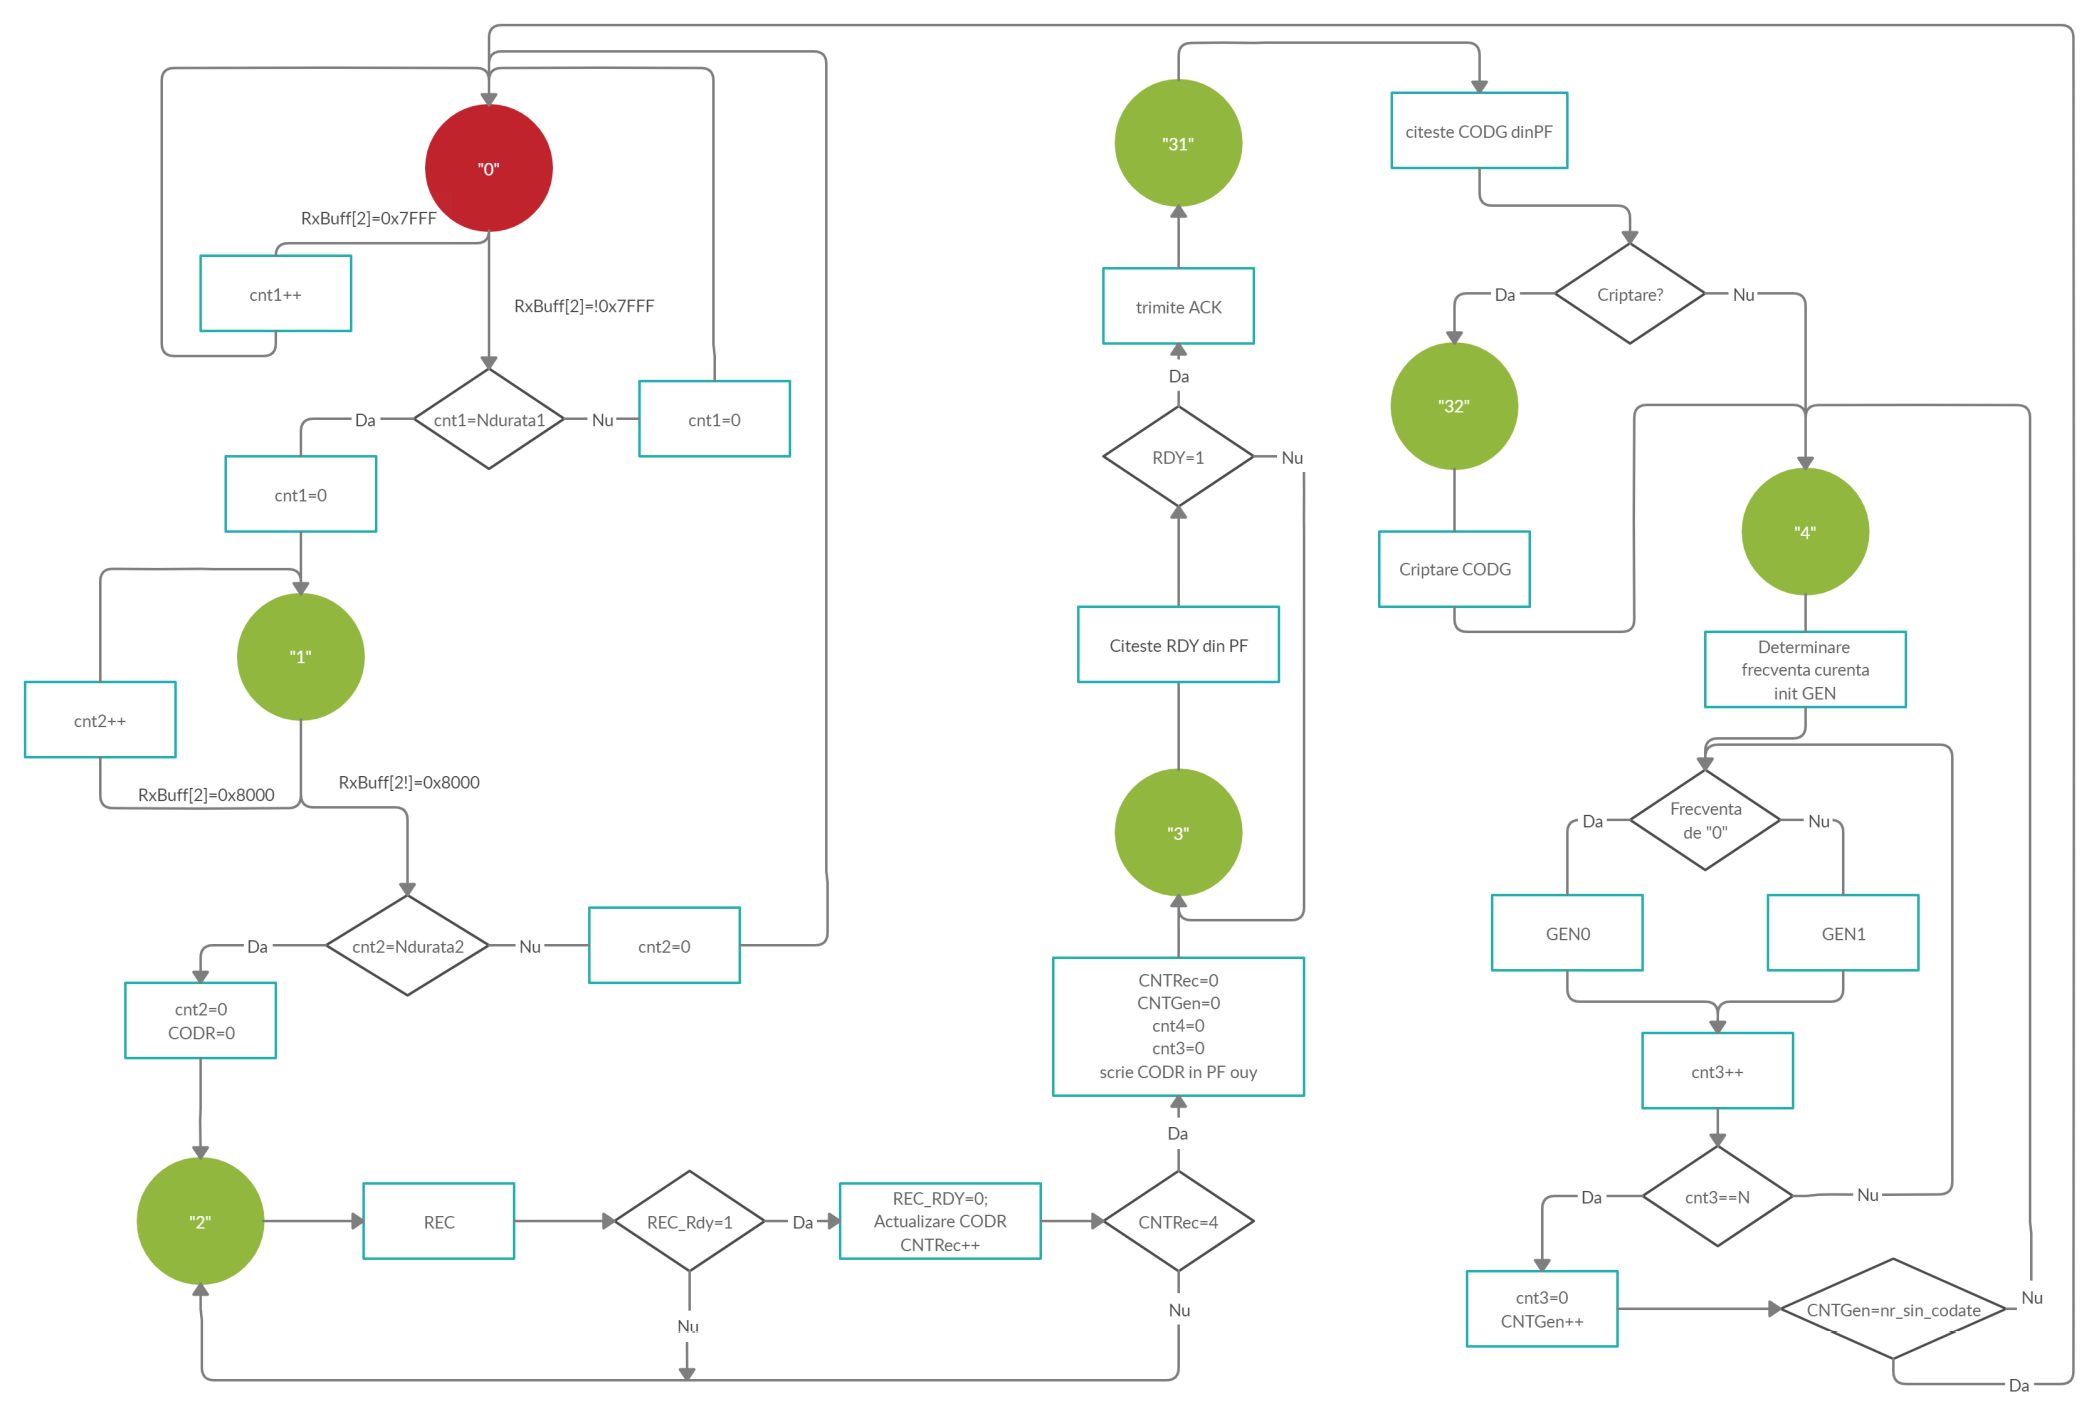 "0"
RxBuff[2]=0x7FFF
cnt1++
RxBuff[2]=!0x7FFF
cnt1=Ndurata1
Da
Nu
cnt1=0
cnt1=0
"1"
cnt2++
RxBuff[2]=0x8000
RxBuff[2!]=0x8000
cnt2=Ndurata2
Da
Nu
cnt2=0
cnt2=0
CODR=0
"2"
REC
REC_Rdy=1
Da
Nu
REC_RDY=0;
Actualizare CODR
CNTRec++
CNTRec=4
Nu
Da
CNTRec=0
CNTGen=0
cnt4=0
cnt3=0
scrie CODR in PF ouy
"3"
Citeste RDY din PF
RDY=1
Nu
Da
trimite ACK
"31"
citeste CODG dinPF
Criptare?
Da
Nu
"32"
Criptare CODG
"4"
Determinare
frecventa curenta
init GEN
Frecventa
de "0"
Da
Nu
GEN0
GEN1
cnt3++
cnt3==N
Da
Nu
cnt3=0
CNTGen++
CNTGen=nr_sin_codate
Nu
Da